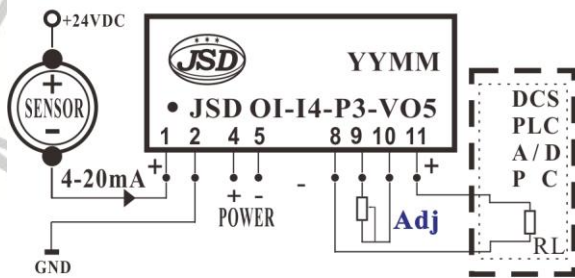 +24VDC
JSD
YYMM
+
SENSOR
-
• JSD OI-I4-P3-VO5
1 2 4 5 8 9 10 11
+ + - - +
4-20mA
POWER
Adj
GND
DCS
PLC
A/D
P C
RL